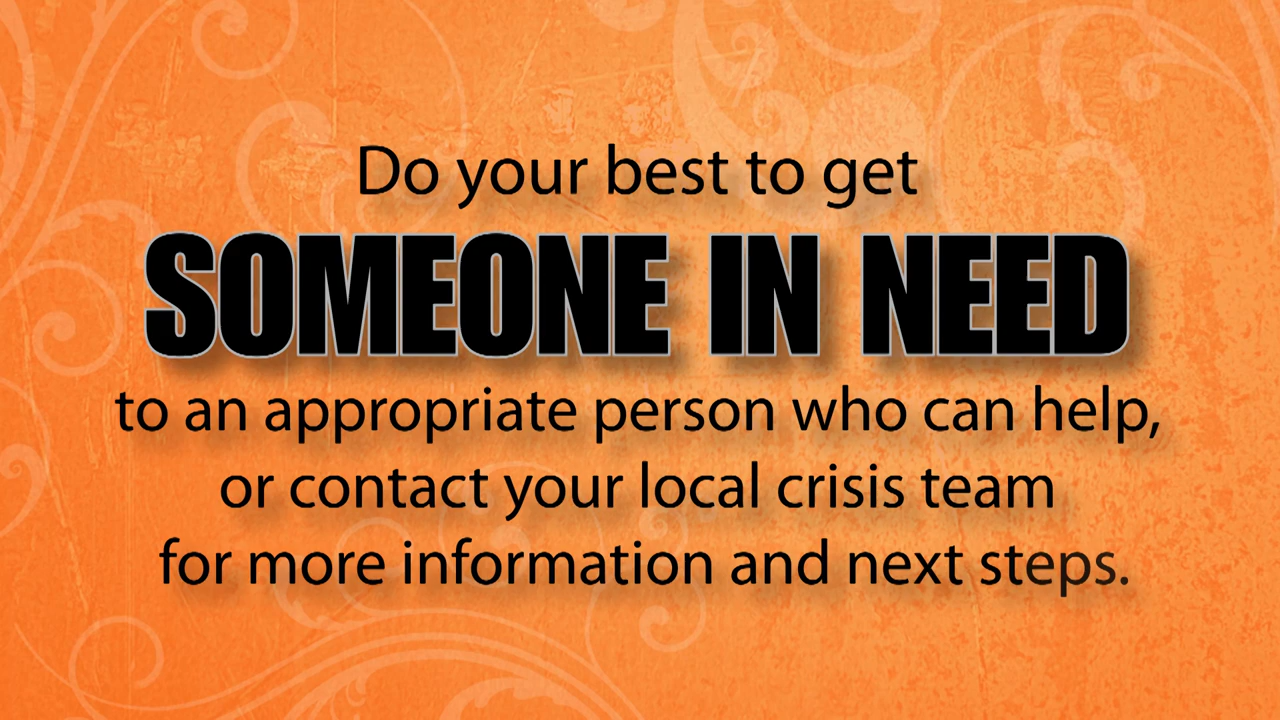 Do your best to get
SOMEONE IN NEED
to an appropriate person who can help,
or contact your local crisis team
for more information and next steps.